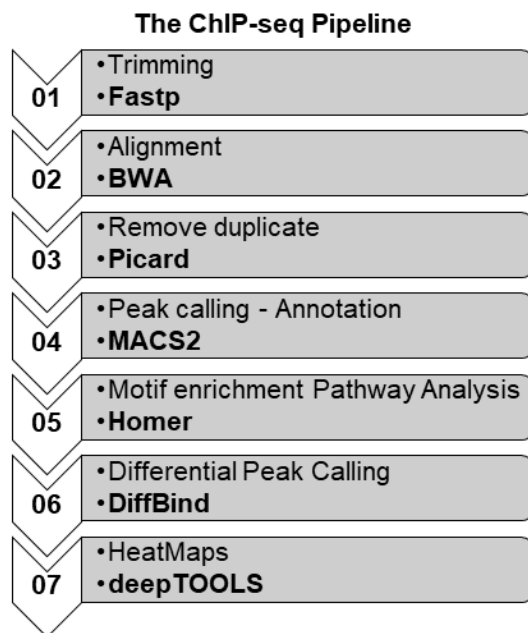 The ChIP-seq Pipeline
01
•Trimming
•Fastp
02
•Alignment
•BWA
03
•Remove duplicate
•Picard
04
•Peak calling - Annotation
•MACS2
05
•Motif enrichment Pathway Analysis
•Homer
06
•Differential Peak Calling
•DiffBind
07
•HeatMaps
•deepTOOLS